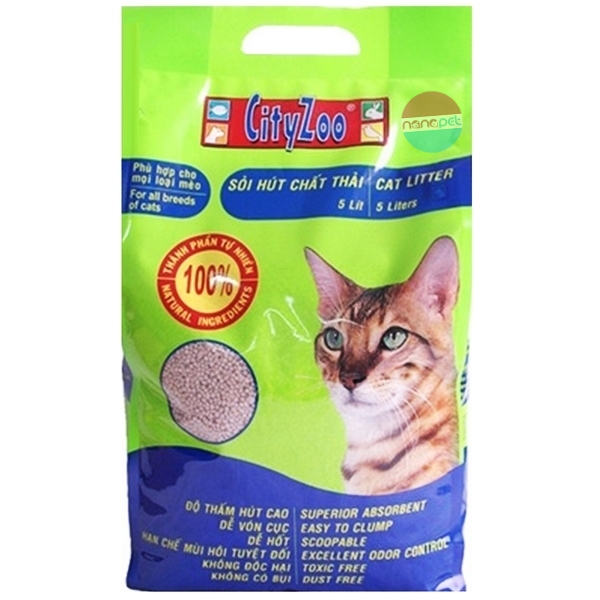 CityZoo®
nanapet
Phù hợp cho
mọi loại mèo
For all breeds
of cats
SỎI HÚT CHẤT THẢI CAT LITTER
5 Lít 5 Liters
THÀNH PHẦN TỰ NHIÊN
100%
NATURAL INGREDIENTS
ĐỘ THẤM HÚT CAO SUPERIOR ABSORBENT
DỄ VÓN CỤC EASY TO CLUMP
DỄ HỐT SCOOPABLE
HẠN CHẾ MÙI HÔI TUYỆT ĐỐI EXCELLENT ODOR CONTROL
KHÔNG ĐỘC HẠI TOXIC FREE
KHÔNG CÓ BỤI DUST FREE